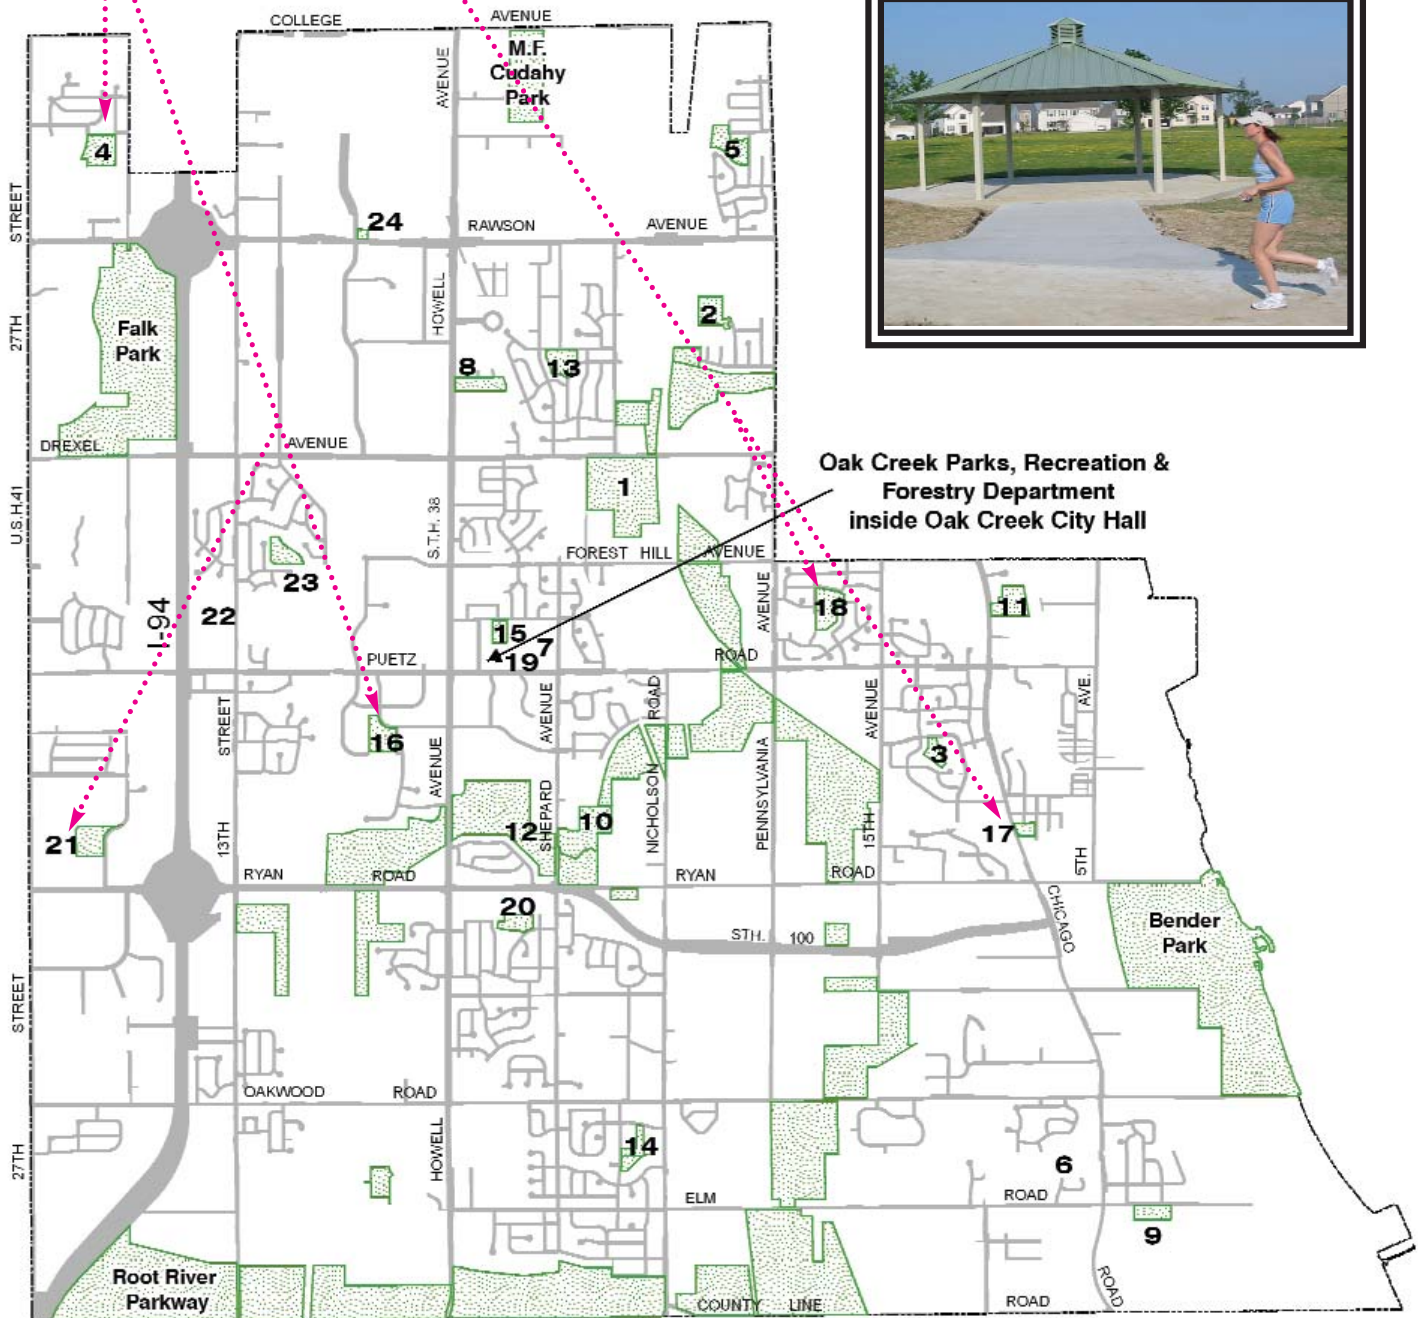 COLLEGE
AVENUE
M.F.
Cudahy
Park
AVENUE
4
5
STREET
24
RAWSON
AVENUE
27TH
Falk
Park
HOWELL
2
8
13
DREXEL
AVENUE
U.S.H.41
S.T.H. 38
1
Oak Creek Parks, Recreation &
Forestry Department
inside Oak Creek City Hall
FOREST HILL AVENUE
23
22
I-94
AVENUE
18
11
15
7
19
PUETZ
ROAD
STREET
AVENUE
ROAD
AVENUE
AVE.
16
3
AVENUE
SHEPARD
NICHOLSON
PENNSYLVANIA
15TH
21
13TH
12
10
17
5TH
RYAN
ROAD
RYAN
ROAD
20
STH. 100
CHICAGO
Bender
Park
STREET
OAKWOOD
ROAD
27TH
HOWELL
14
6
ELM
ROAD
9
Root River
Parkway
COUNTY LINE
ROAD
ROAD